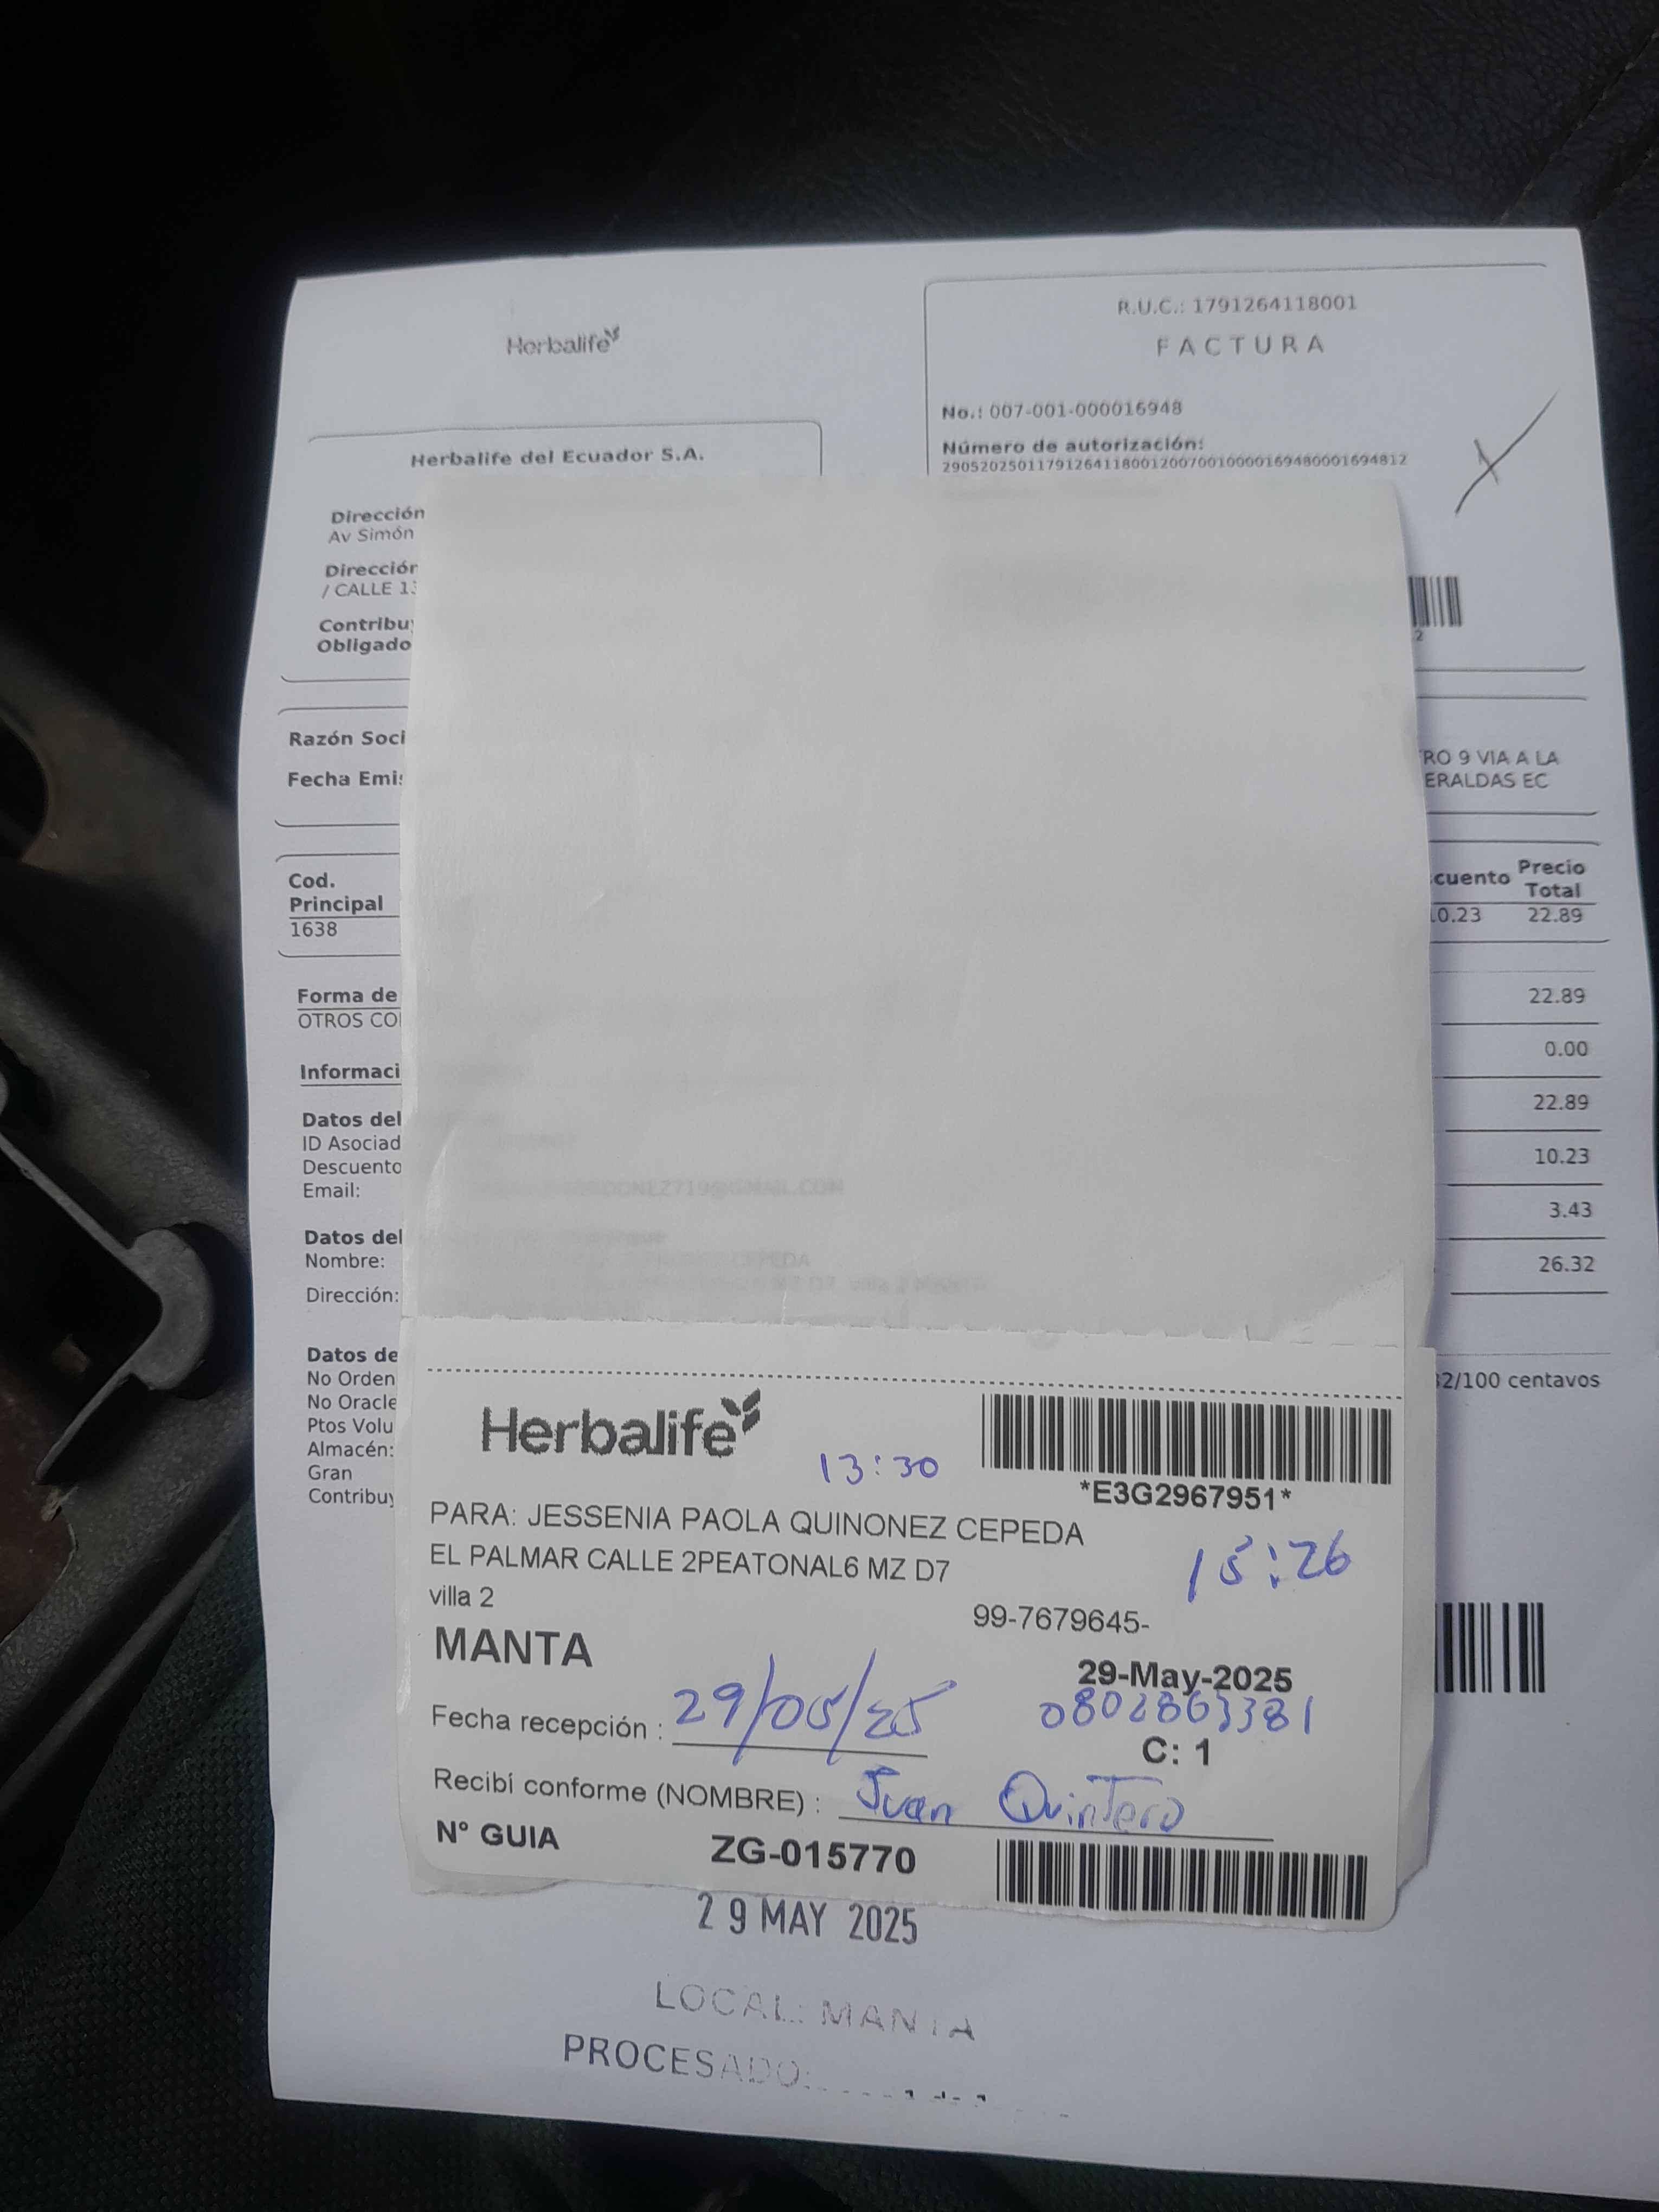 Herbalife
R.U.C.: 1791264118001
FACTURA
No.: 007-001-000016948
Número de autorización:
2905202501179126411800120070010000169480001694812
Herbalife del Ecuador S.A.
Dirección
Av Simón
Dirección
/ CALLE 13
Contribuy
Obligado
2
Razón Soci
Fecha Emi
RO 9 VIA A LA
ERALDAS EC
Cod.
Principal
cuento
Precio
Total
1638
0.23 22.89
Forma de
OTROS CO
22.89
0.00
Informaci
22.89
Datos del
ID Asociad
Descuento
Email:
10.23
3.43
Datos del
Nombre:
26.32
Dirección:
Datos de
No Orden
No Oracle
Ptos Volu
Almacén:
Gran
Contribuy
32/100 centavos
Herbalife
13:30
*E3G2967951*
PARA: JESSENIA PAOLA QUINONEZ CEPEDA
15:26
EL PALMAR CALLE 2PEATONAL6 MZ D7
villa 2
99-7679645-
MANTA
29-May-2025
Fecha recepción : 29/05/25
0802863381
C: 1
Recibí conforme (NOMBRE) : Juan Quintero
N° GUIA ZG-015770
29 MAY 2025
LOCAL: MANTA
PROCESADO: